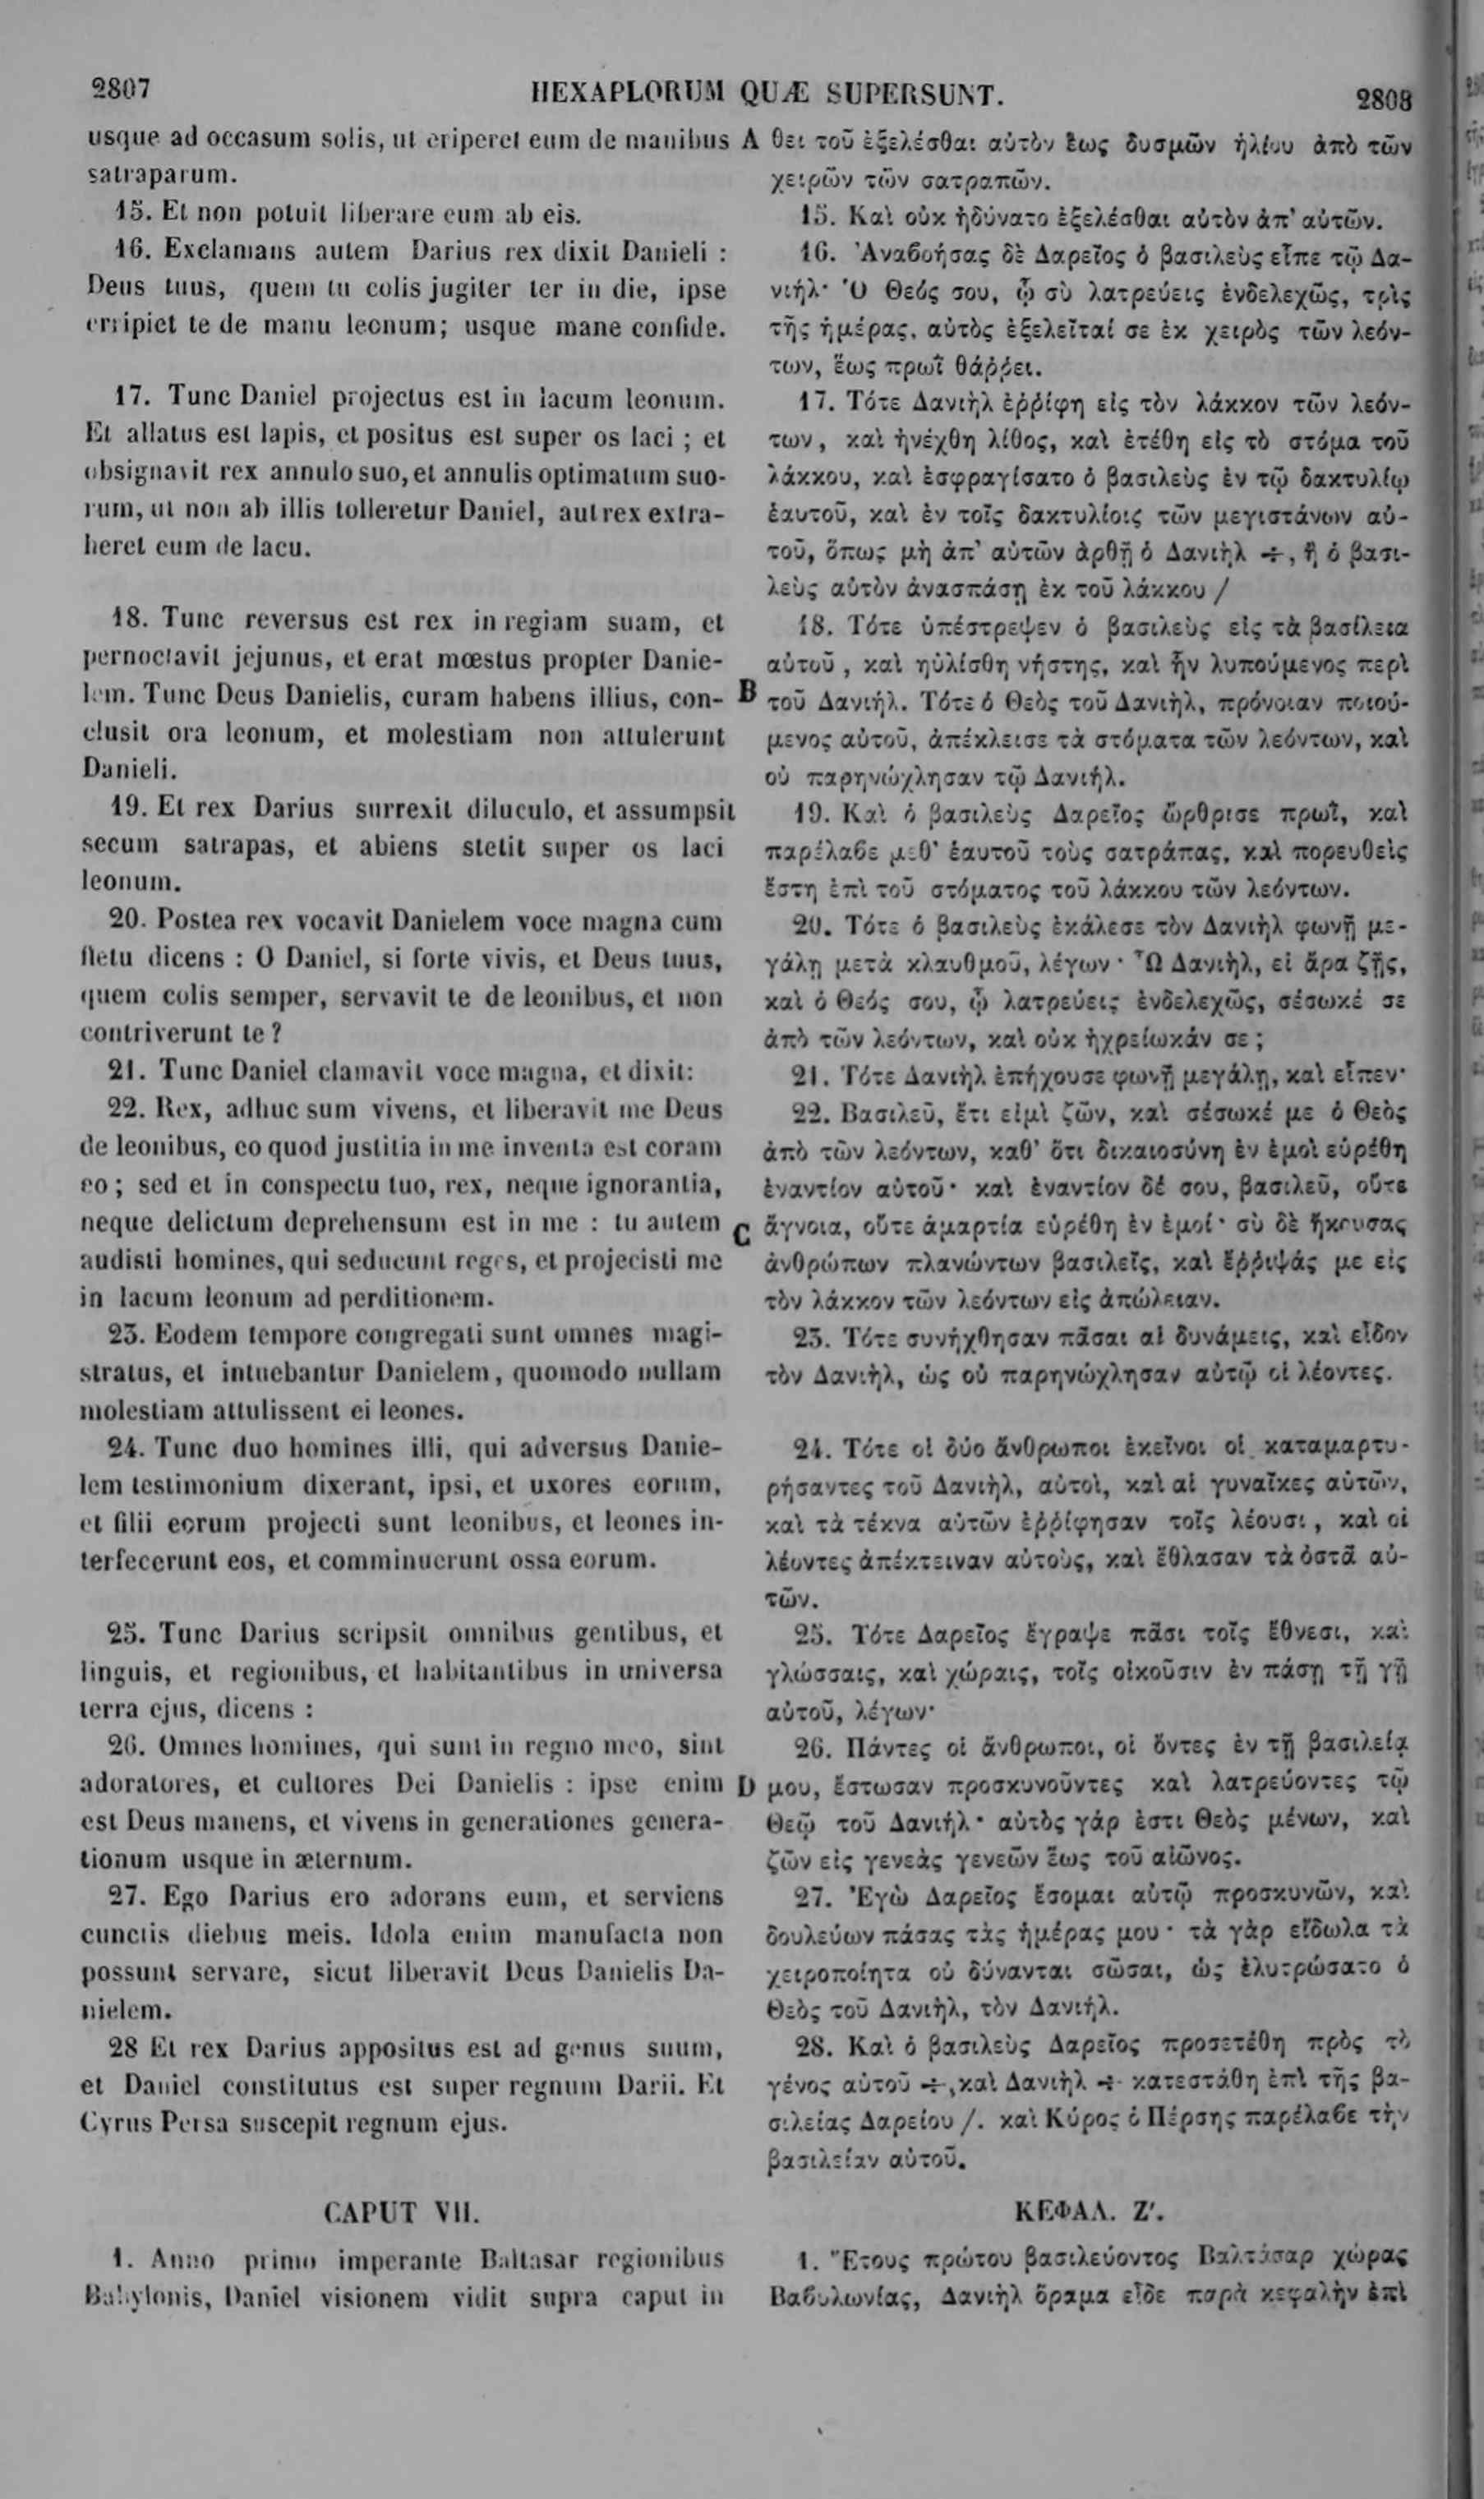 2807
HEXAPLORUM QUÆ SUPERSUNT.
2808
usque ad occasum solis, ut eriperet eum de manibus
satraparum.
15. Et non potuit liberare eum ab eis.
16. Exclamans autem Darius rex dixit Danieli :
Deus tuus, quem tu colis jugiter ter in die, ipse
erripiet te de manu leonum; usque mane confide.
17. Tunc Daniel projectus est in lacum leonum.
Et allatus est lapis, et positus est super os laci ; et
obsignavit rex annulo suo, et annulis optimatum suo-
rum, ut non ab illis tolleretur Daniel, aut rex extra-
heret eum de lacu.
18. Tunc reversus est rex in regiam suam, et
pernoctavit jejunus, et erat mœstus propter Danie-
lem. Tunc Deus Danielis, curam habens illius, con-
clusit ora leonum, et molestiam non attulerunt
Danieli.
19. Et rex Darius surrexit diluculo, et assumpsit
secum satrapas, et abiens stetit super os laci
leonum.
20. Postea rex vocavit Danielem voce magna cum
fletu dicens : O Daniel, si forte vivis, et Deus tuus,
quem colis semper, servavit te de leonibus, et non
contriverunt te ?
21. Tunc Daniel clamavit voce magna, et dixit:
22. Rex, adhuc sum vivens, et liberavit me Deus
de leonibus, eo quod justitia in me inventa est coram
eo ; sed et in conspectu tuo, rex, neque ignorantia,
neque delictum deprehensum est in me : tu autem
audisti homines, qui seducunt reges, et projecisti me
in lacum leonum ad perditionem.
23. Eodem tempore congregati sunt omnes magi-
stratus, et intuebantur Danielem, quomodo nullam
molestiam attulissent ei leones.
24. Tunc duo homines illi, qui adversus Danie-
lem testimonium dixerant, ipsi, et uxores eorum,
et filii eorum projecti sunt leonibus, et leones in-
terfecerunt eos, et comminuerunt ossa eorum.
25. Tunc Darius scripsit omnibus gentibus, et
linguis, et regionibus, et habitantibus in universa
terra ejus, dicens :
26. Omnes homines, qui sunt in regno meo, sint
adoratores, et cultores Dei Danielis : ipse enim
est Deus manens, et vivens in generationes genera-
tionum usque in æternum.
27. Ego Darius ero adorans eum, et serviens
cunctis diebus meis. Idola enim manufacta non
possunt servare, sicut liberavit Deus Danielis Da-
nielem.
28 Et rex Darius appositus est ad genus suum,
et Daniel constitutus est super regnum Darii. Et
Cyrus Persa suscepit regnum ejus.
CAPUT VII.
1. Anno primo imperante Baltasar regionibus
Babylonis, Daniel visionem vidit supra caput in
A
B
C
D
θει τοῦ ἐξελέσθαι αὐτὸν ἕως δυσμῶν ἡλίου ἀπὸ τῶν
χειρῶν τῶν σατραπῶν.
15. Καὶ οὐκ ἠδύνατο ἐξελέσθαι αὐτὸν ἀπ' αὐτῶν.
16. Ἀναβοήσας δὲ Δαρεῖος ὁ βασιλεὺς εἶπε τῷ Δα-
νιήλ· Ὁ Θεός σου, ᾧ σὺ λατρεύεις ἐνδελεχῶς, τρὶς
τῆς ἡμέρας, αὐτὸς ἐξελεῖταί σε ἐκ χειρὸς τῶν λεόν-
των, ἕως πρωῒ θάῤῥει.
17. Τότε Δανιὴλ ἐῤῥίφη εἰς τὸν λάκκον τῶν λεόν-
των, καὶ ἠνέχθη λίθος, καὶ ἐτέθη εἰς τὸ στόμα τοῦ
λάκκου, καὶ ἐσφραγίσατο ὁ βασιλεὺς ἐν τῷ δακτυλίῳ
ἑαυτοῦ, καὶ ἐν τοῖς δακτυλίοις τῶν μεγιστάνων αὐ-
τοῦ, ὅπως μὴ ἀπ' αὐτῶν ἀρθῇ ὁ Δανιὴλ ÷, ἢ ὁ βασι-
λεὺς αὐτὸν ἀνασπάσῃ ἐκ τοῦ λάκκου /
18. Τότε ὑπέστρεψεν ὁ βασιλεὺς εἰς τὰ βασίλεια
αὐτοῦ, καὶ ηὐλίσθη νήστης, καὶ ἦν λυπούμενος περὶ
τοῦ Δανιήλ. Τότε ὁ Θεὸς τοῦ Δανιὴλ, πρόνοιαν ποιού-
μενος αὐτοῦ, ἀπέκλεισε τὰ στόματα τῶν λεόντων, καὶ
οὐ παρηνώχλησαν τῷ Δανιήλ.
19. Καὶ ὁ βασιλεὺς Δαρεῖος ὤρθρισε πρωῒ, καὶ
παρέλαβε μεθ' ἑαυτοῦ τοὺς σατράπας, καὶ πορευθεὶς
ἔστη ἐπὶ τοῦ στόματος τοῦ λάκκου τῶν λεόντων.
20. Τότε ὁ βασιλεὺς ἐκάλεσε τὸν Δανιὴλ φωνῇ με-
γάλῃ μετὰ κλαυθμοῦ, λέγων · Ὦ Δανιὴλ, εἰ ἄρα ζῇς,
καὶ ὁ Θεός σου, ᾧ λατρεύεις ἐνδελεχῶς, σέσωκέ σε
ἀπὸ τῶν λεόντων, καὶ οὐκ ἠχρείωκάν σε ;
21. Τότε Δανιὴλ ἐπήχουσε φωνῇ μεγάλῃ, καὶ εἶπεν·
22. Βασιλεῦ, ἔτι εἰμὶ ζῶν, καὶ σέσωκέ με ὁ Θεὸς
ἀπὸ τῶν λεόντων, καθ' ὅτι δικαιοσύνη ἐν ἐμοὶ εὑρέθη
ἐναντίον αὐτοῦ· καὶ ἐναντίον δέ σου, βασιλεῦ, οὔτε
ἄγνοια, οὔτε ἁμαρτία εὑρέθη ἐν ἐμοί· σὺ δὲ ἤκουσας
ἀνθρώπων πλανώντων βασιλεῖς, καὶ ἔῤῥιψάς με εἰς
τὸν λάκκον τῶν λεόντων εἰς ἀπώλειαν.
23. Τότε συνήχθησαν πᾶσαι αἱ δυνάμεις, καὶ εἶδον
τὸν Δανιὴλ, ὡς οὐ παρηνώχλησαν αὐτῷ οἱ λέοντες.
24. Τότε οἱ δύο ἄνθρωποι ἐκεῖνοι οἱ καταμαρτυ-
ρήσαντες τοῦ Δανιὴλ, αὐτοὶ, καὶ αἱ γυναῖκες αὐτῶν,
καὶ τὰ τέκνα αὐτῶν ἐῤῥίφησαν τοῖς λέουσι, καὶ οἱ
λέοντες ἀπέκτειναν αὐτοὺς, καὶ ἔθλασαν τὰ ὀστᾶ αὐ-
τῶν.
25. Τότε Δαρεῖος ἔγραψε πᾶσι τοῖς ἔθνεσι, καὶ
γλώσσαις, καὶ χώραις, τοῖς οἰκοῦσιν ἐν πάσῃ τῇ γῇ
αὐτοῦ, λέγων·
26. Πάντες οἱ ἄνθρωποι, οἱ ὄντες ἐν τῇ βασιλείᾳ
μου, ἔστωσαν προσκυνοῦντες καὶ λατρεύοντες τῷ
Θεῷ τοῦ Δανιήλ· αὐτὸς γάρ ἐστι Θεὸς μένων, καὶ
ζῶν εἰς γενεὰς γενεῶν ἕως τοῦ αἰῶνος.
27. Ἐγὼ Δαρεῖος ἔσομαι αὐτῷ προσκυνῶν, καὶ
δουλεύων πάσας τὰς ἡμέρας μου· τὰ γὰρ εἴδωλα τὰ
χειροποίητα οὐ δύνανται σῶσαι, ὡς ἐλυτρώσατο ὁ
Θεὸς τοῦ Δανιὴλ, τὸν Δανιήλ.
28. Καὶ ὁ βασιλεὺς Δαρεῖος προσετέθη πρὸς τὸ
γένος αὐτοῦ ÷, καὶ Δανιὴλ ÷ κατεστάθη ἐπὶ τῆς βα-
σιλείας Δαρείου /. καὶ Κύρος ὁ Πέρσης παρέλαβε τὴν
βασιλείαν αὐτοῦ.
ΚΕΦΑΛ. Ζ'.
1. Ἔτους πρώτου βασιλεύοντος Βαλτάσαρ χώρας
Βαβυλωνίας, Δανιὴλ ὅραμα εἶδε παρὰ κεφαλὴν ἐπὶ